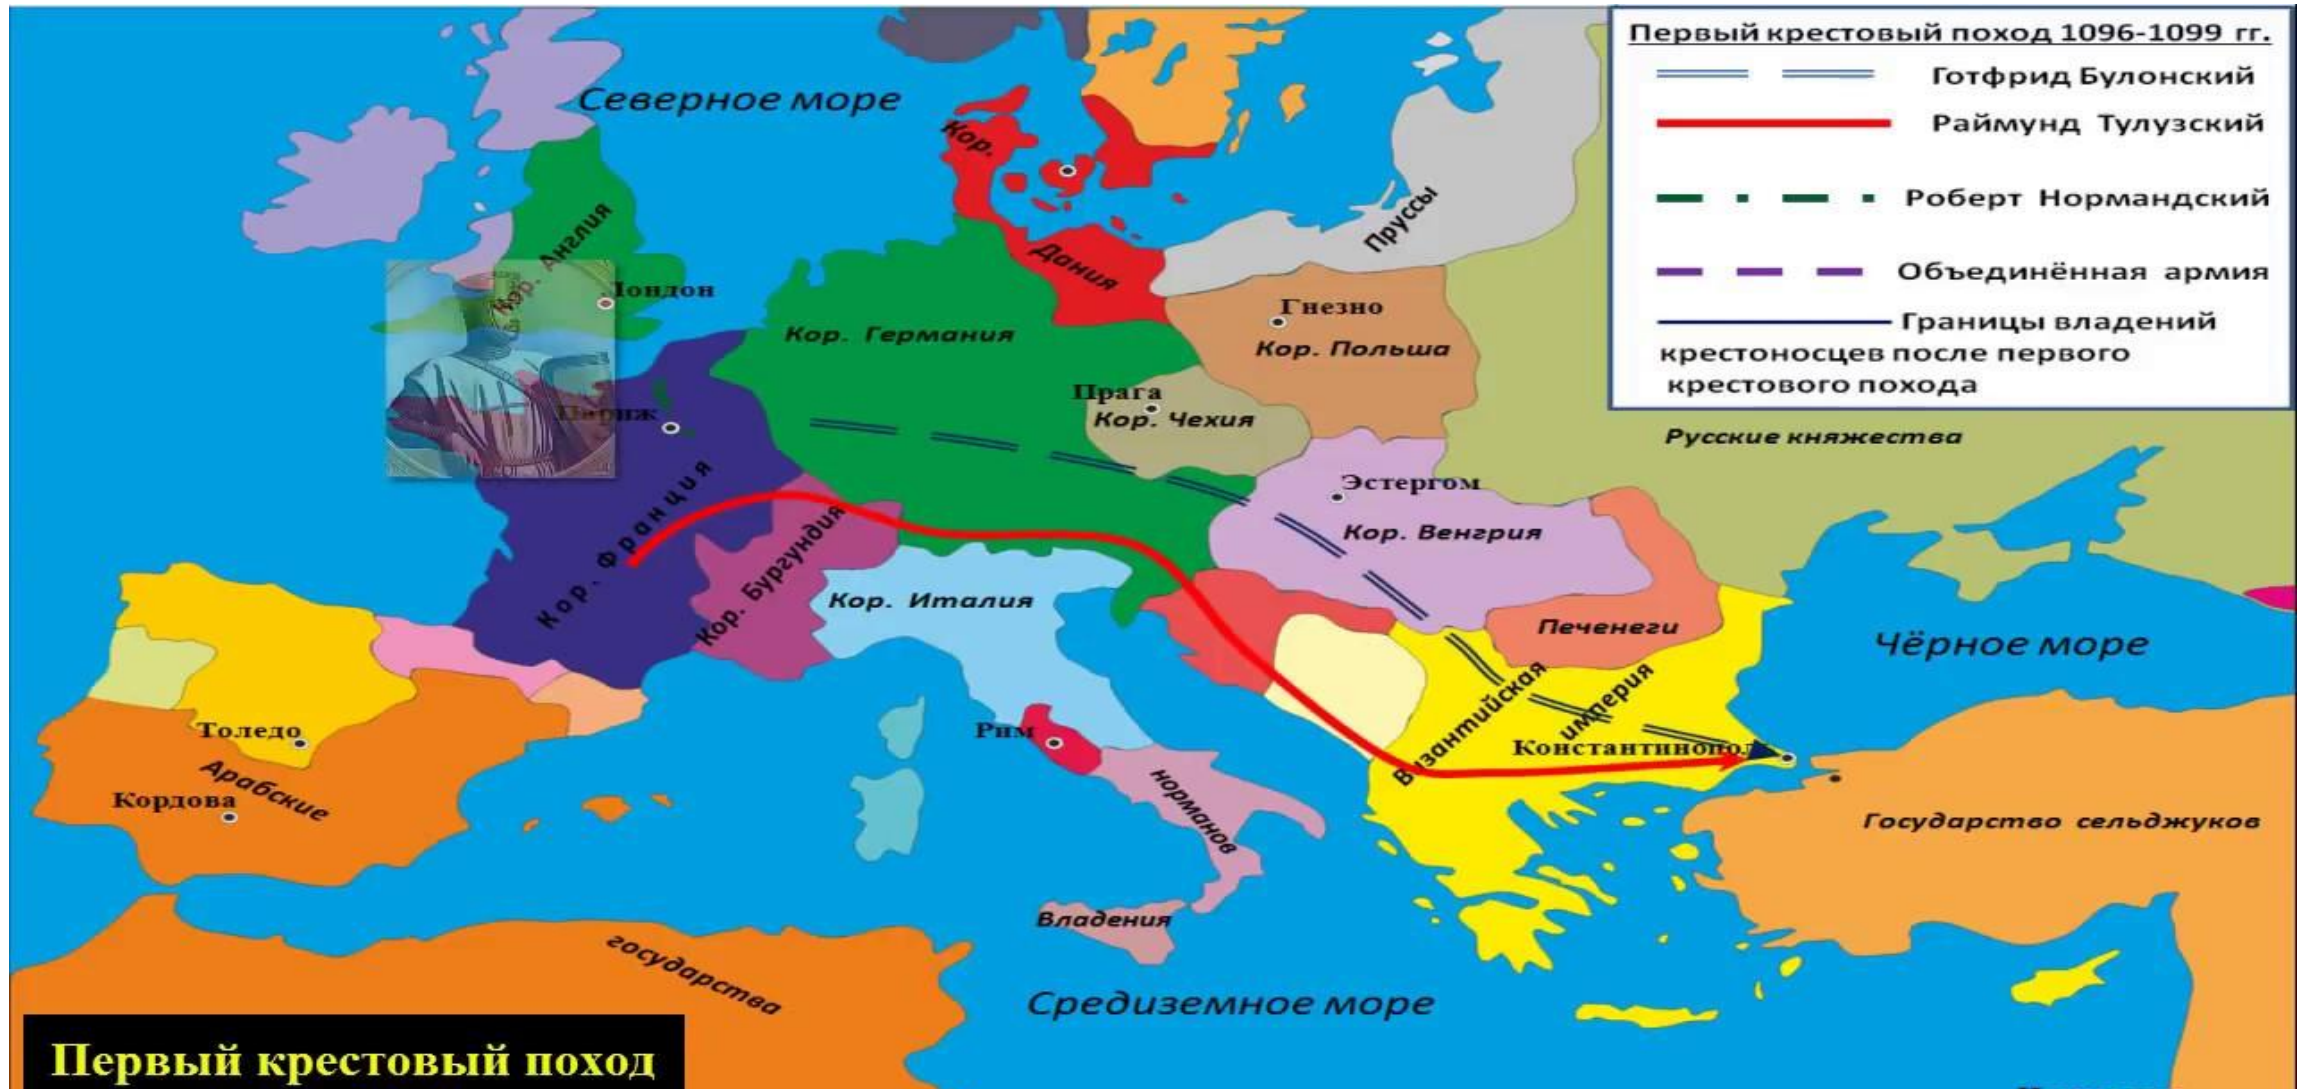 Первый крестовый поход 1096-1099 гг.
Готфрид Булонский
Раймунд Тулузский
Роберт Нормандский
Объединённая армия
Границы владений
крестоносцев после первого
крестового похода
Северное море
Кор.
Дания
Пруссы
Кор. Англия
Лондон
Кор. Германия
Гнезно
Кор. Польша
Прага
Кор. Чехия
Париж
Русские княжества
Эстергом
Кор. Венгрия
Кор. Франция
Кор. Бургундия
Кор. Италия
Печенеги
Чёрное море
Византийская
империя
Константинополь
Рим
Толедо
Арабские
Кордова
норманов
Государство сельджуков
Владения
государства
Средиземное море
Первый крестовый поход